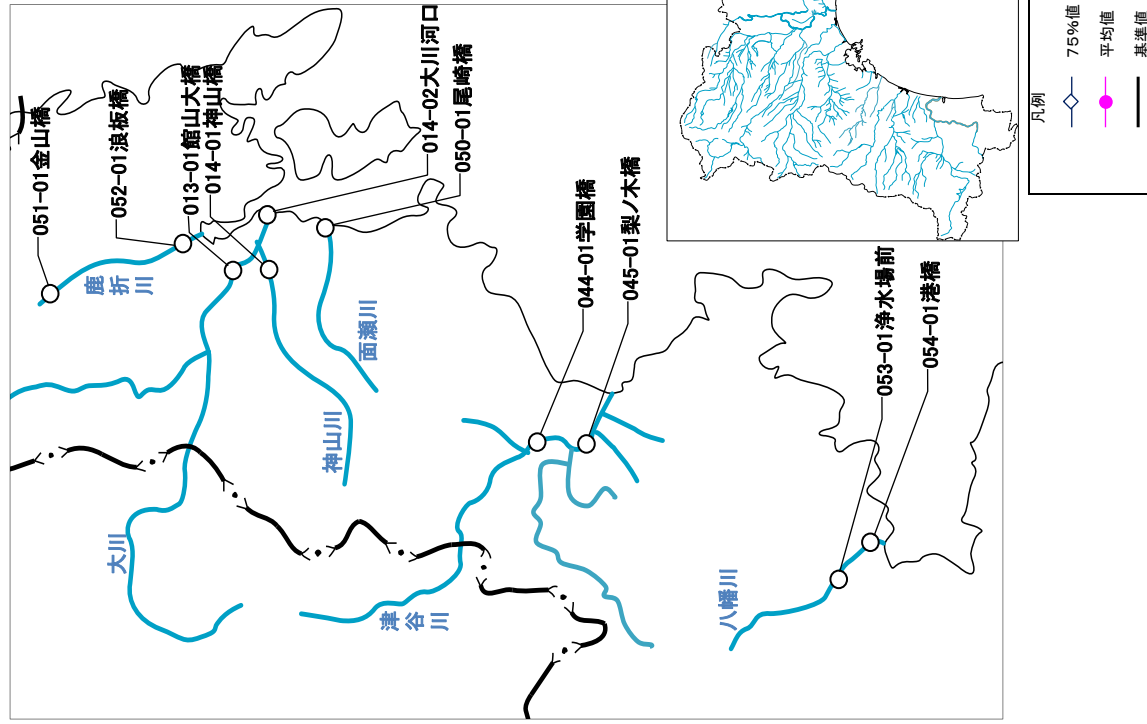 051-01金山橋
052-01浪板橋
013-01館山大橋
014-01神山橋
014-02大川河口
050-01尾崎橋
044-01学園橋
045-01梨ノ木橋
053-01浄水場前
054-01港橋
鹿折川
面瀬川
神山川
大川
津谷川
八幡川
凡例
75%値
平均値
基準値